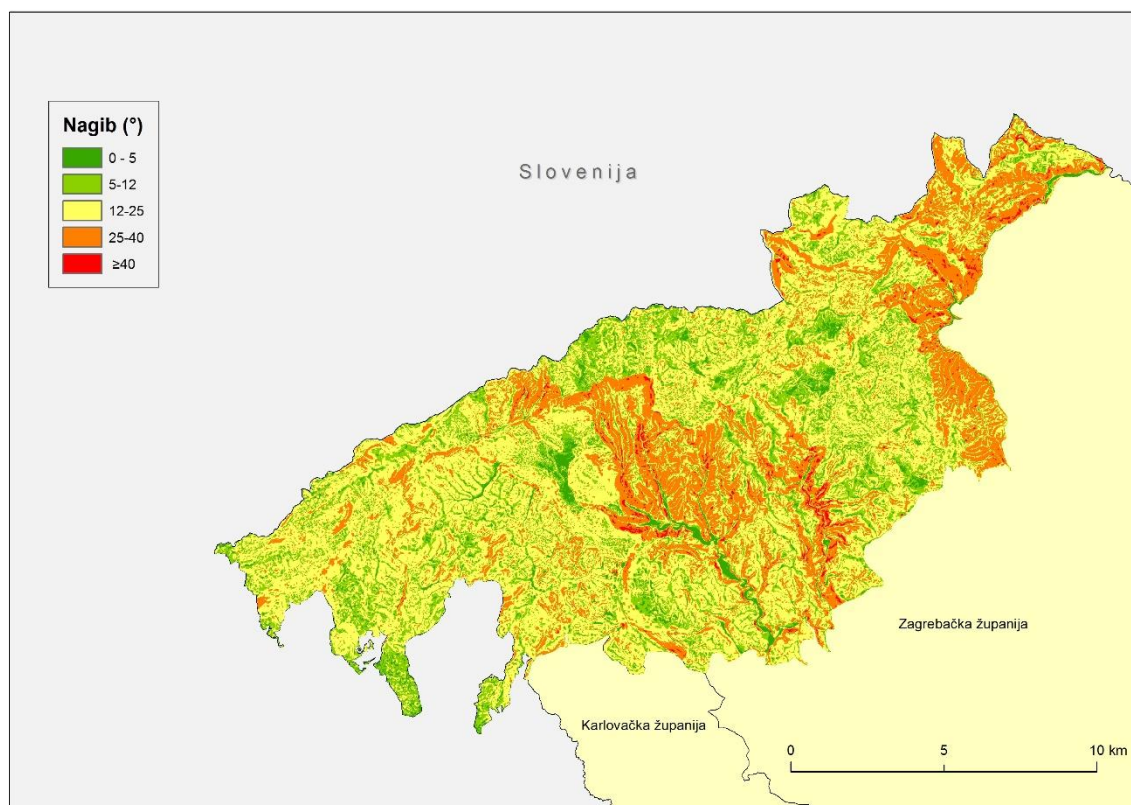 Nagib (°)
0 - 5
5-12
12-25
25-40
≥40
Slovenija
Zagrebačka županija
Karlovačka županija
0 5 10 km